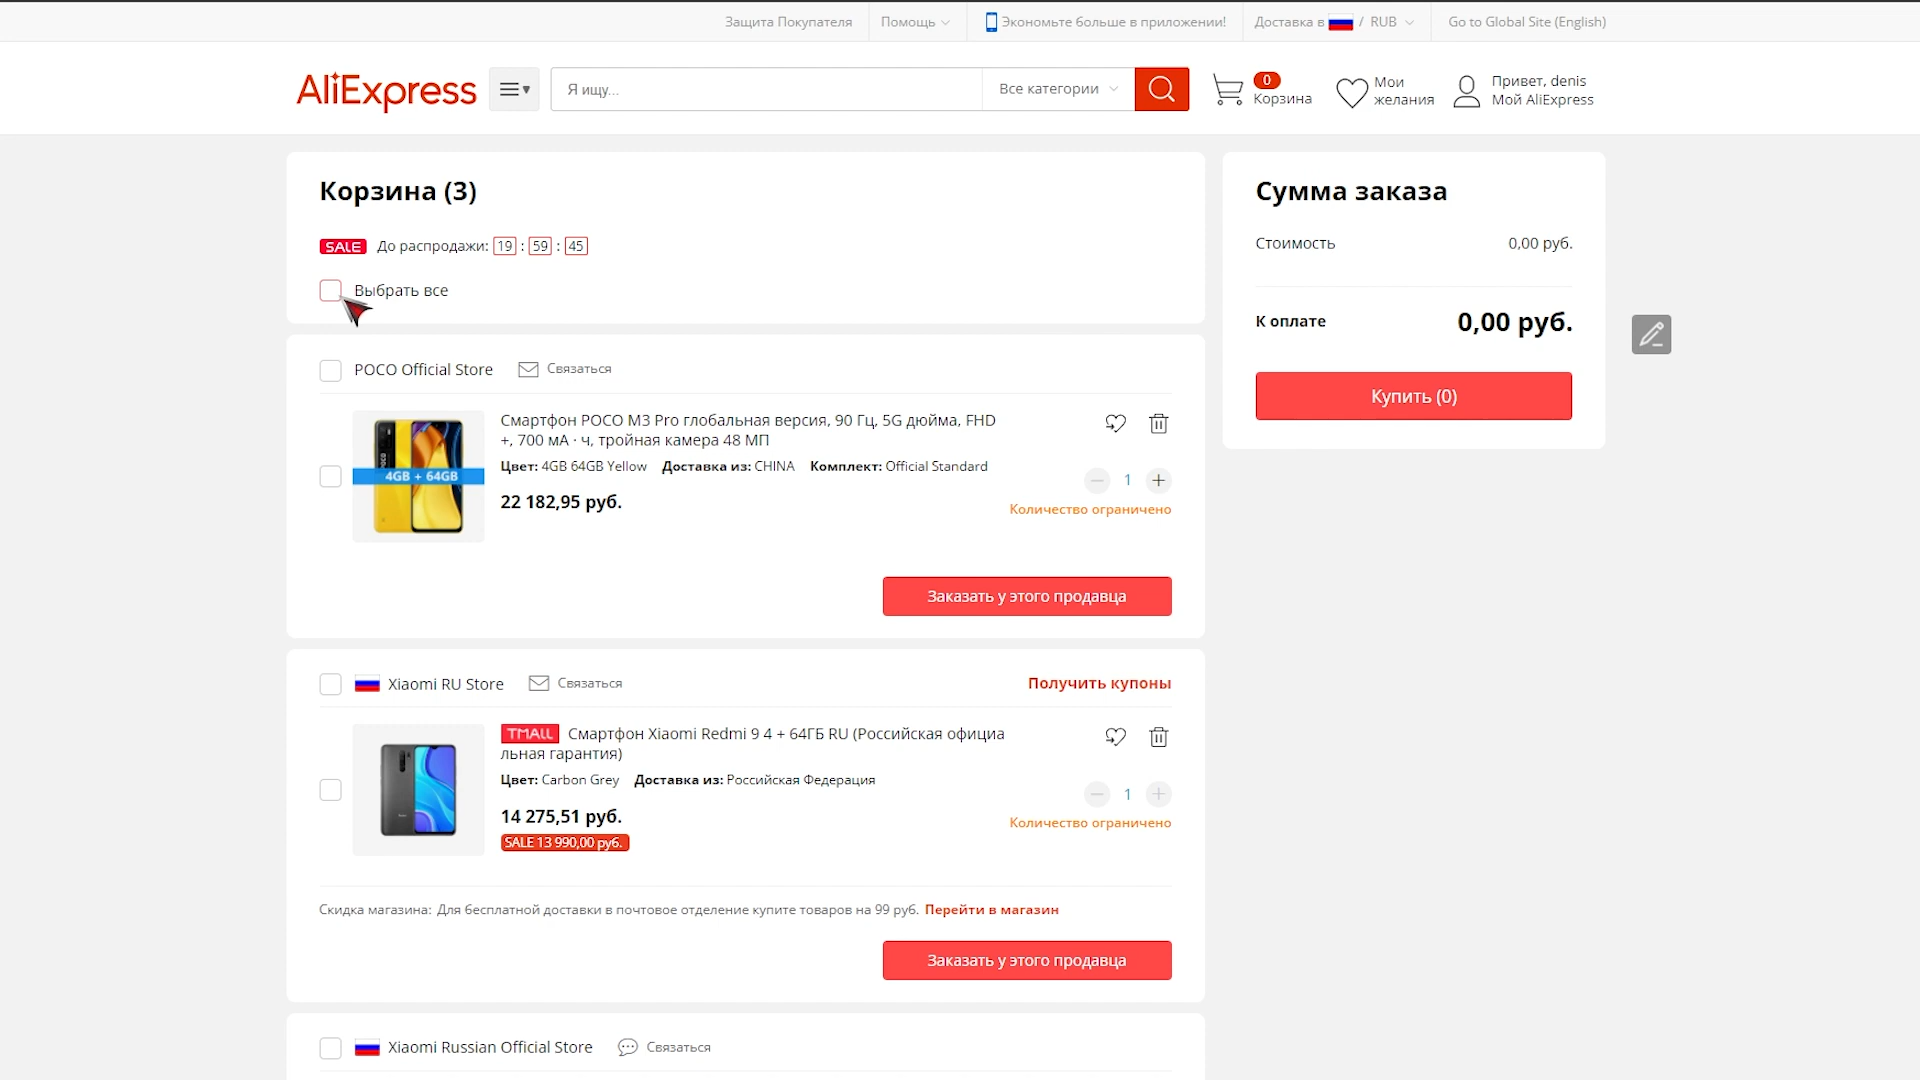 Защита Покупателя
Помощь
Экономьте больше в приложении!
Доставка в / RUB
Go to Global Site (English)
AliExpress
Я ищу...
Все категории
0
Корзина
Мои
желания
Привет, denis
Мой AliExpress
Корзина (3)
SALE До распродажи: 19 : 59 : 45
Выбрать все
Сумма заказа
Стоимость 0,00 руб.
К оплате 0,00 руб.
Купить (0)
POCO Official Store Связаться
Смартфон POCO M3 Pro глобальная версия, 90 Гц, 5G дюйма, FHD
+, 700 мА · ч, тройная камера 48 МП
Цвет: 4GB 64GB Yellow Доставка из: CHINA Комплект: Official Standard
4GB + 64GB
1
22 182,95 руб.
Количество ограничено
Заказать у этого продавца
Xiaomi RU Store Связаться
Получить купоны
TMALL Смартфон Xiaomi Redmi 9 4 + 64ГБ RU (Российская официа
льная гарантия)
Цвет: Carbon Grey Доставка из: Российская Федерация
1
14 275,51 руб.
Количество ограничено
SALE 13 990,00 руб.
Скидка магазина: Для бесплатной доставки в почтовое отделение купите товаров на 99 руб. Перейти в магазин
Заказать у этого продавца
Xiaomi Russian Official Store Связаться